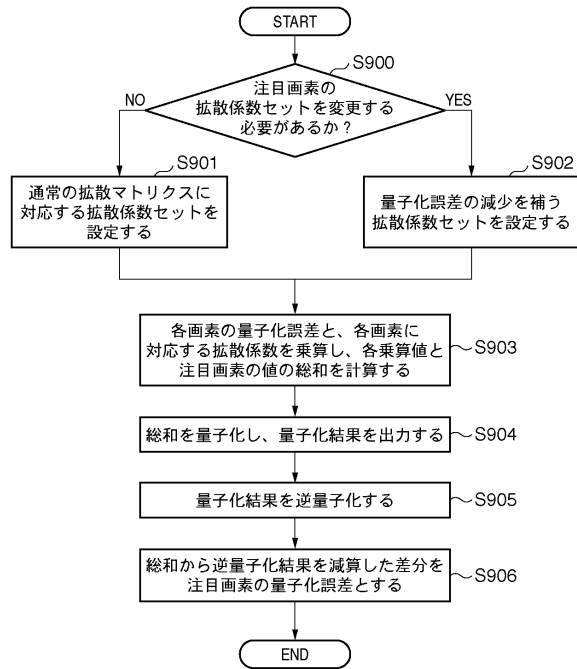 START
S900
注目画素の
拡散係数セットを変更する
必要があるか?
NO
YES
S901
通常の拡散マトリクスに
対応する拡散係数セットを
設定する
S902
量子化誤差の減少を補う
拡散係数セットを設定する
各画素の量子化誤差と、各画素に
対応する拡散係数を乗算し、各乗算値と
注目画素の値の総和を計算する
S903
総和を量子化し、量子化結果を出力する
S904
量子化結果を逆量子化する
S905
総和から逆量子化結果を減算した差分を
注目画素の量子化誤差とする
S906
END